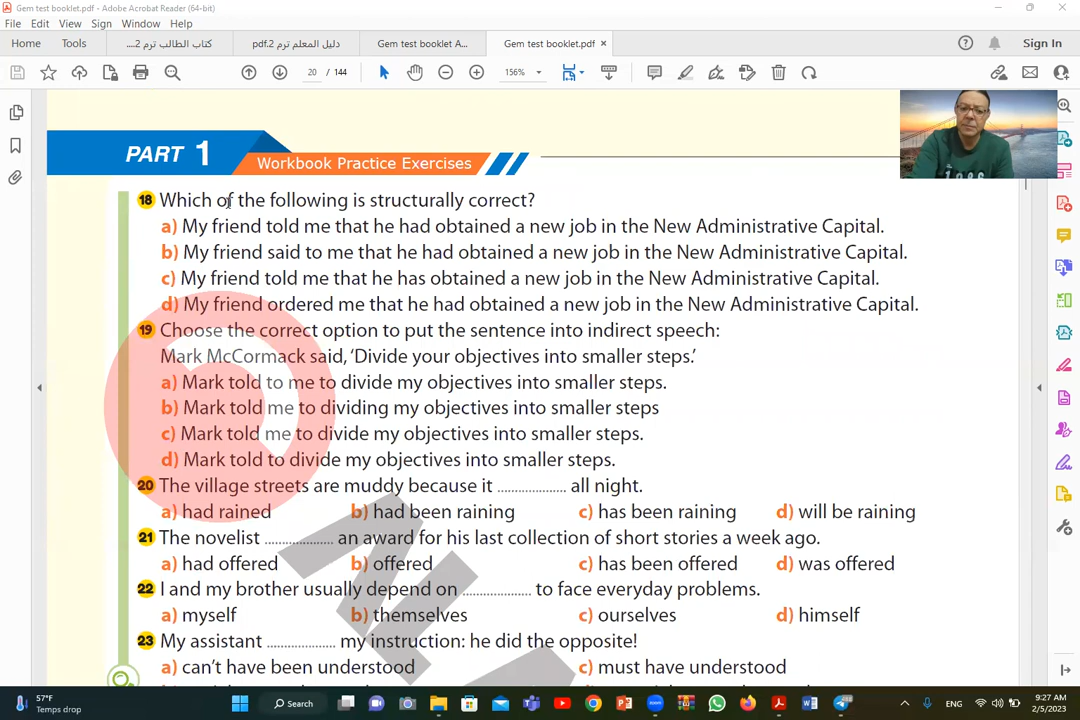 Gem test booklet.pdf - Adobe Acrobat Reader (64-bit)
File Edit View Sign Window Help
Home Tools كتاب الطالب ترم 2.... دليل المعلم ترم 2.pdf Gem test booklet A... Gem test booklet.pdf × Sign In
20 / 144 156%
PART 1 Workbook Practice Exercises
18 Which of the following is structurally correct?
a) My friend told me that he had obtained a new job in the New Administrative Capital.
b) My friend said to me that he had obtained a new job in the New Administrative Capital.
c) My friend told me that he has obtained a new job in the New Administrative Capital.
d) My friend ordered me that he had obtained a new job in the New Administrative Capital.
19 Choose the correct option to put the sentence into indirect speech:
Mark McCormack said, ‘Divide your objectives into smaller steps.’
a) Mark told to me to divide my objectives into smaller steps.
b) Mark told me to dividing my objectives into smaller steps
c) Mark told me to divide my objectives into smaller steps.
d) Mark told to divide my objectives into smaller steps.
20 The village streets are muddy because it ................... all night.
a) had rained b) had been raining c) has been raining d) will be raining
21 The novelist ................... an award for his last collection of short stories a week ago.
a) had offered b) offered c) has been offered d) was offered
22 I and my brother usually depend on ................... to face everyday problems.
a) myself b) themselves c) ourselves d) himself
23 My assistant ................... my instruction: he did the opposite!
a) can’t have been understood c) must have understood
57°F
Temps drop
Search
ENG
9:27 AM
2/5/2023